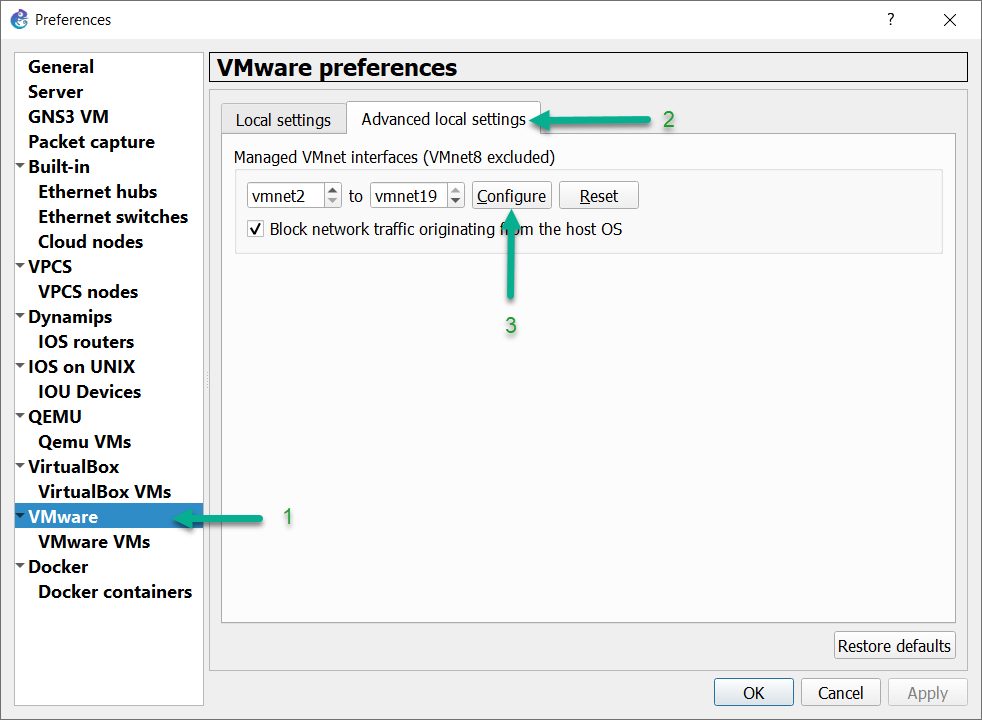 Preferences
?
General
Server
GNS3 VM
Packet capture
Built-in
Ethernet hubs
Ethernet switches
Cloud nodes
VPCS
VPCS nodes
Dynamips
IOS routers
IOS on UNIX
IOU Devices
QEMU
Qemu VMs
VirtualBox
VirtualBox VMs
VMware
VMware VMs
Docker
Docker containers
1
VMware preferences
Local settings
Advanced local settings
2
Managed VMnet interfaces (VMnet8 excluded)
vmnet2 to vmnet19 Configure Reset
Block network traffic originating from the host OS
3
Restore defaults
OK Cancel Apply